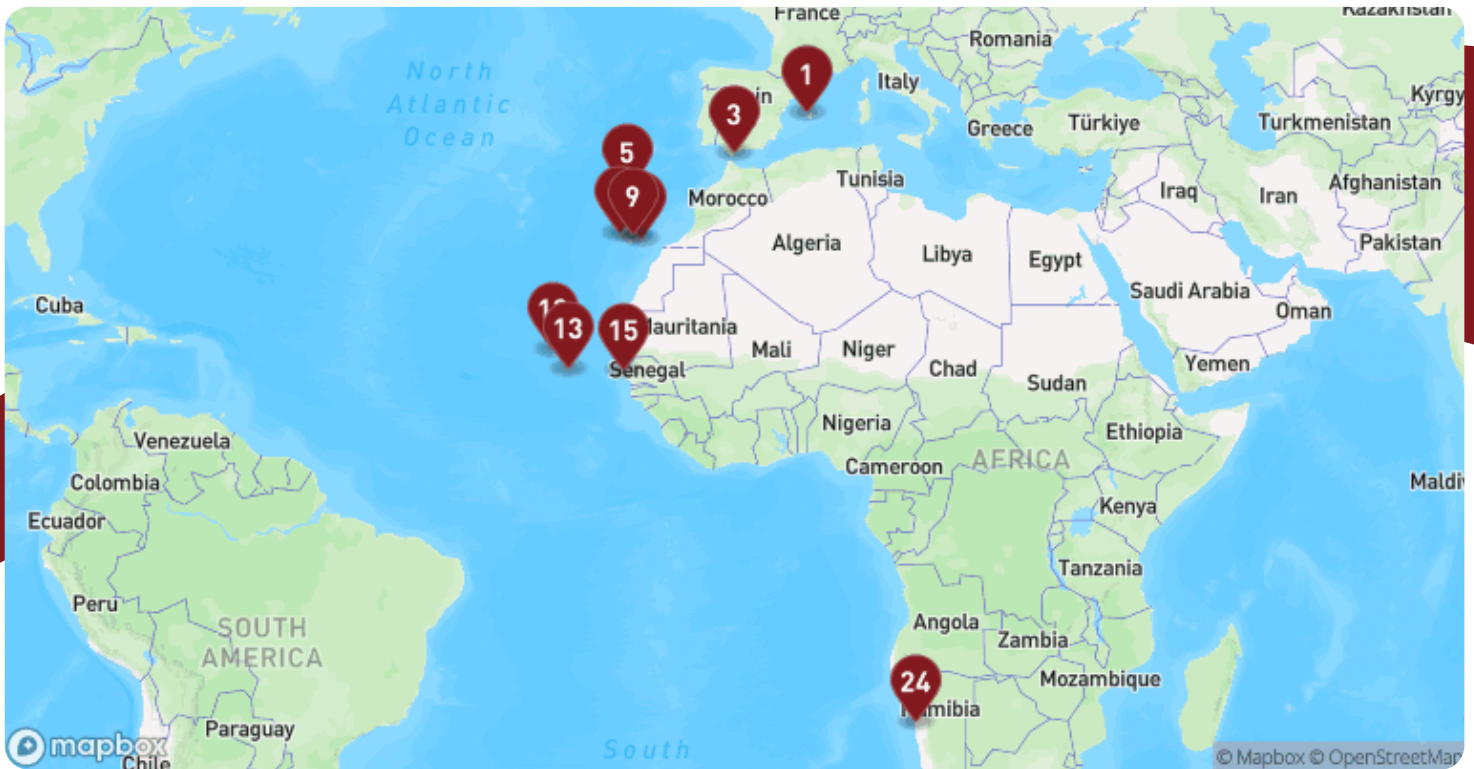 France
Kazakhstan
Romania
North
Atlantic
Ocean
1
Italy
in
3
Greece
Türkiye
Turkmenistan
Kyrgy
5
Tunisia
Morocco
9
Iraq
Iran
Afghanistan
Algeria
Libya
Egypt
Pakistan
Saudi Arabia
Oman
Cuba
13
15
auritania
Mali
Niger
Chad
Yemen
Senegal
Sudan
Venezuela
Nigeria
Ethiopia
Colombia
Cameroon
AFRICA
Maldi
Ecuador
Kenya
Tanzania
Peru
SOUTH
AMERICA
Angola
Zambia
24
Mozambique
mibia
Paraguay
mapbox
Chile
South
© Mapbox © OpenStreetMap